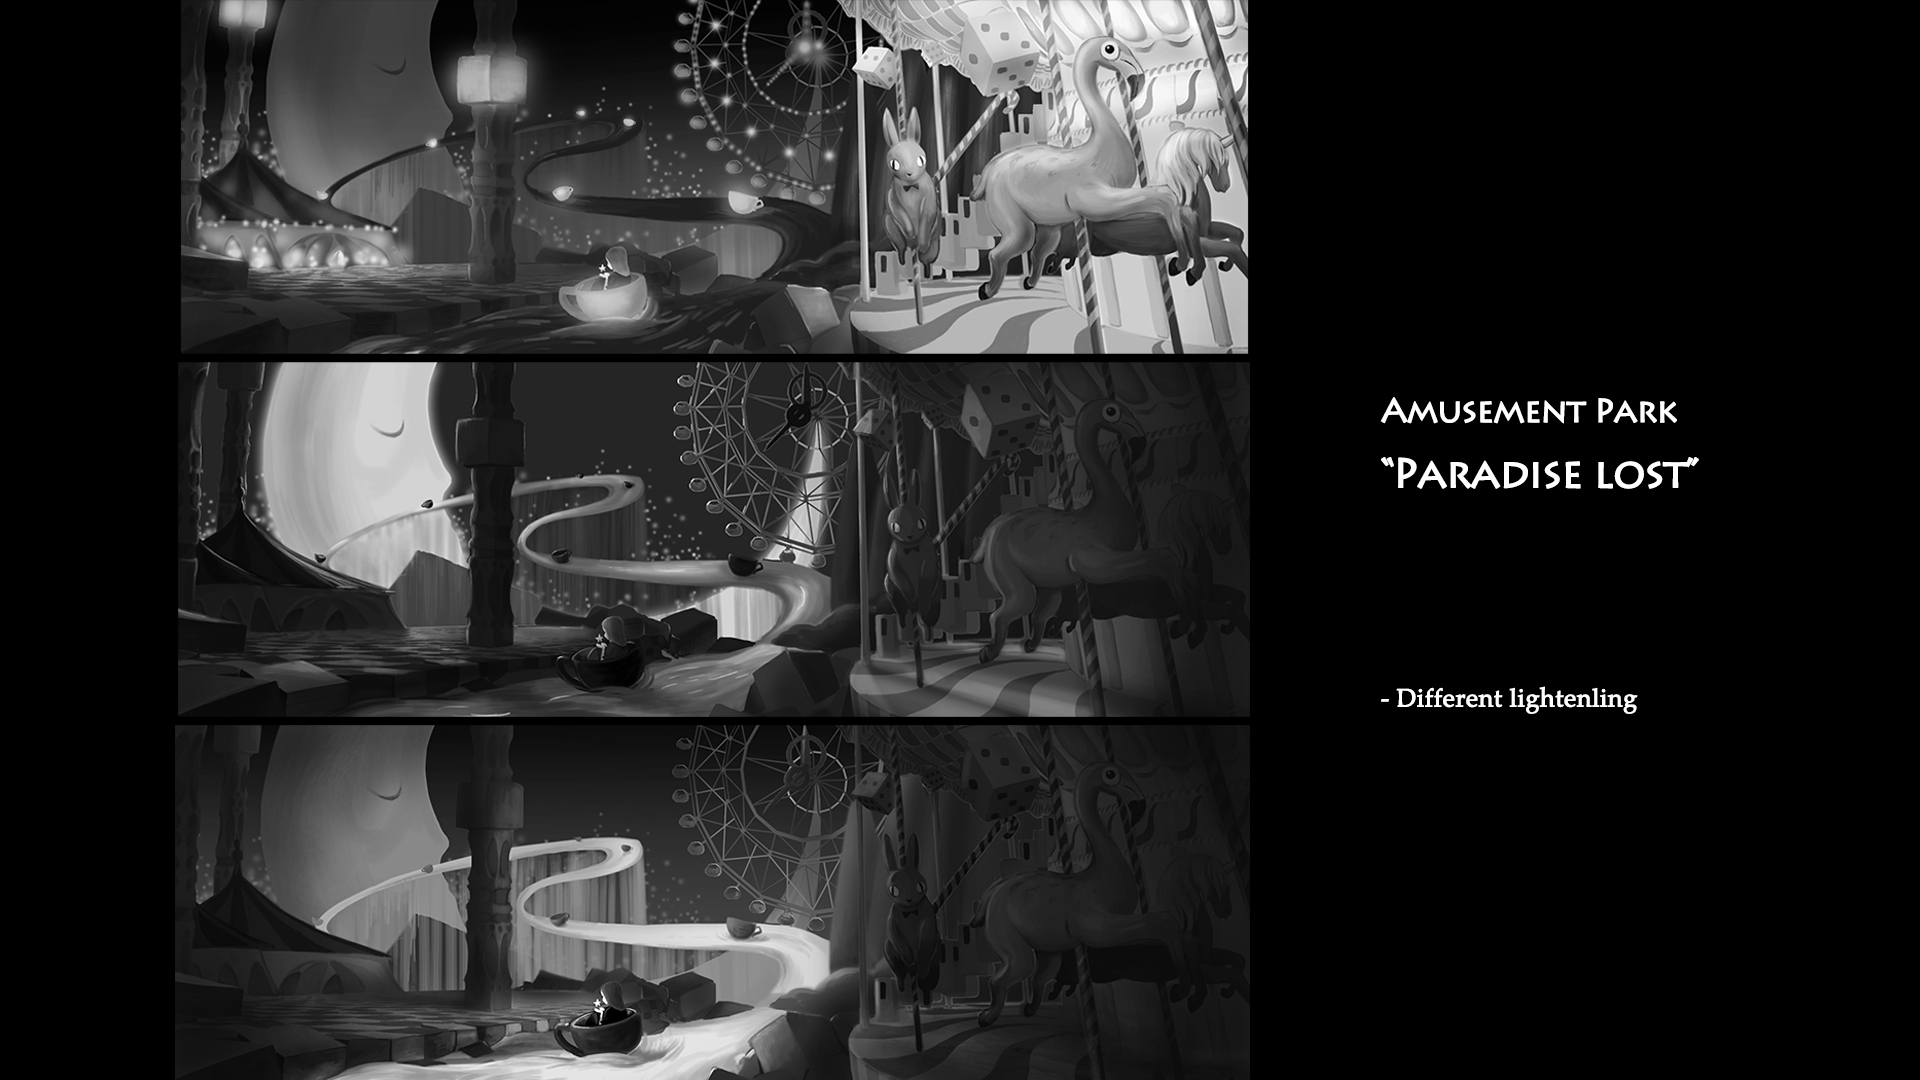 Amusement Park
“Paradise lost”
- Different lightenling